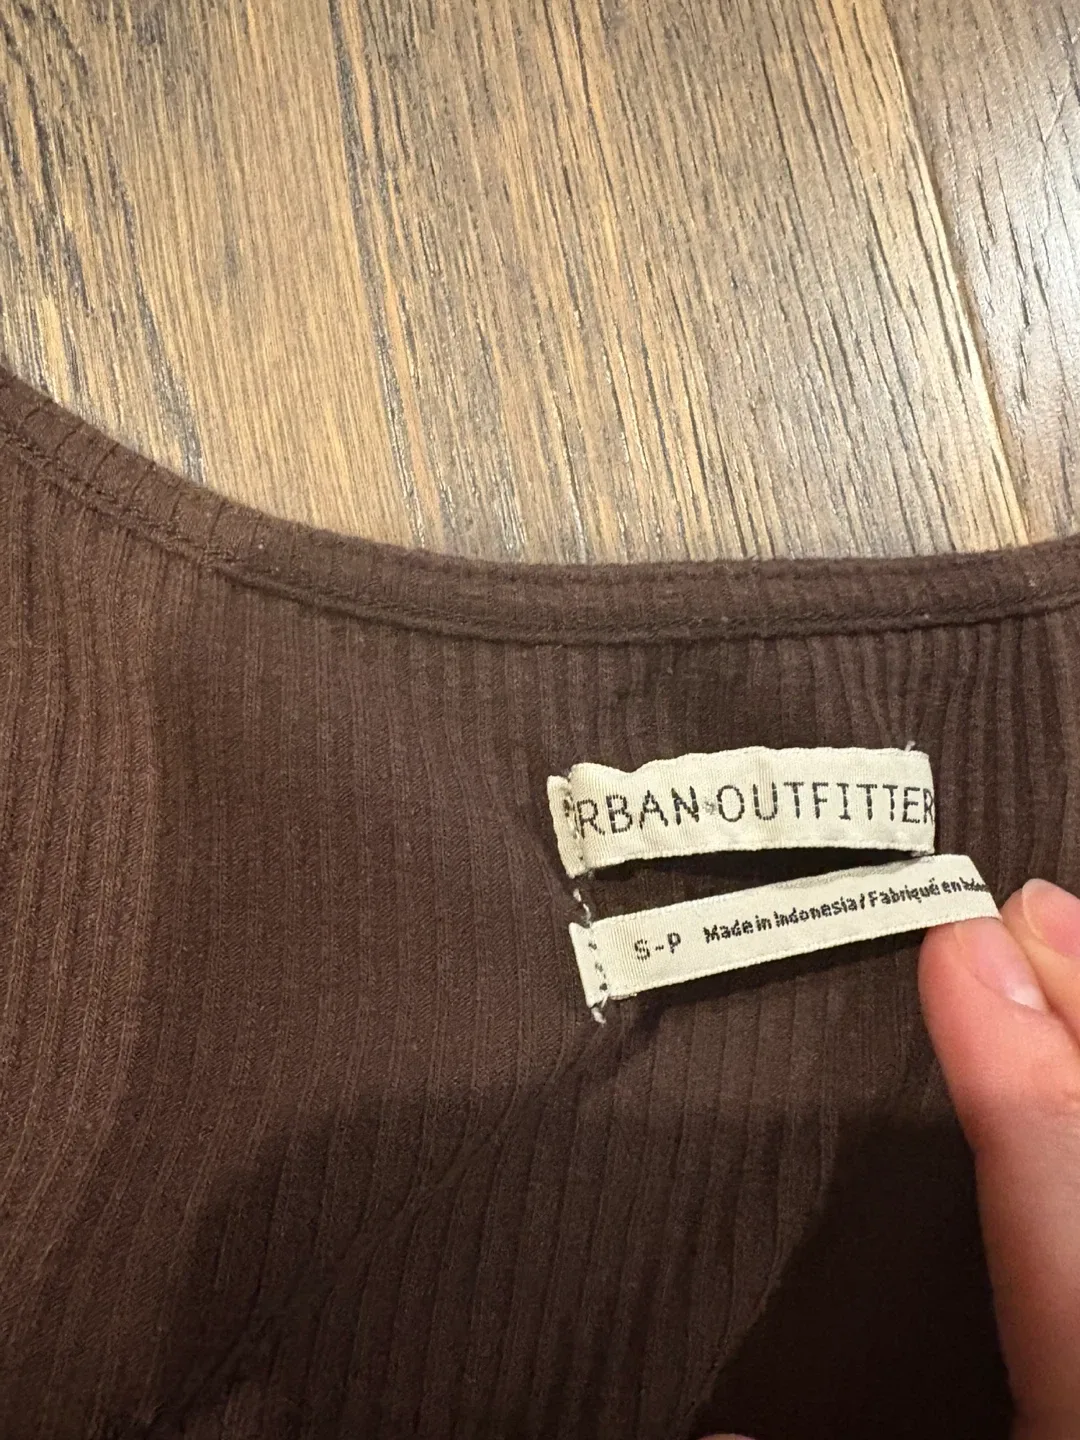 RBAN OUTFITTER
S-P Made in Indonesia / Fabriqué en